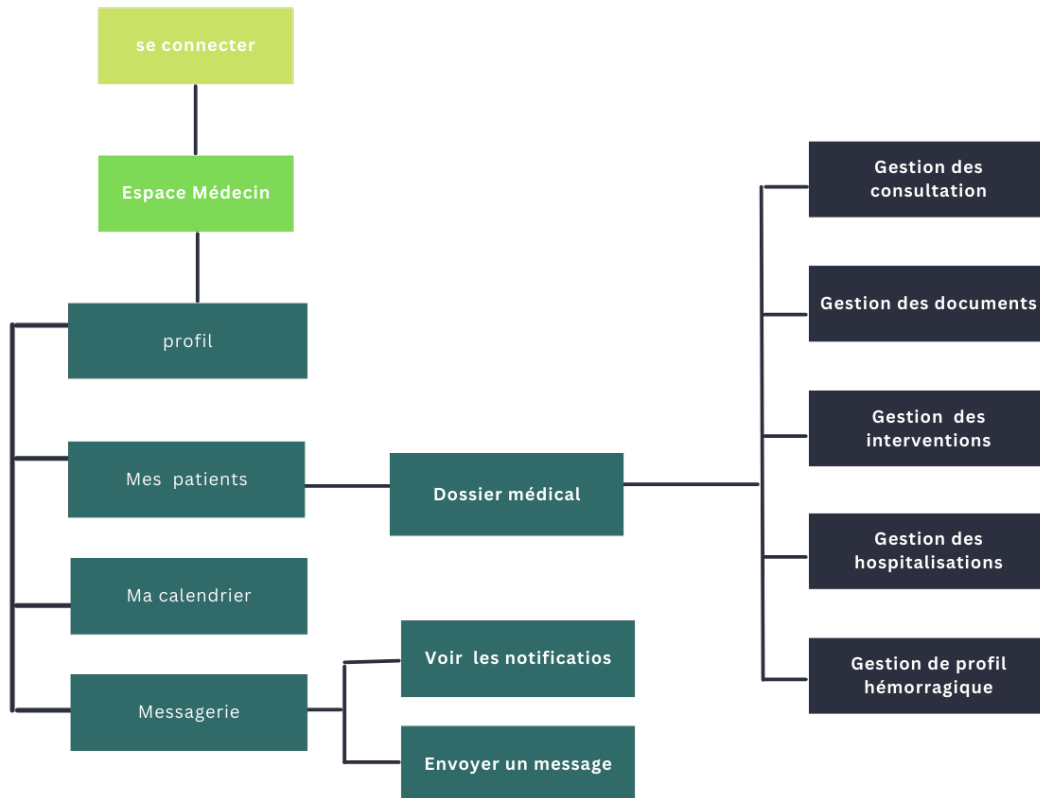 se connecter
Espace Médecin
profil
Mes patients
Ma calendrier
Messagerie
Dossier médical
Voir les notificatios
Envoyer un message
Gestion des
consultation
Gestion des documents
Gestion des
interventions
Gestion des
hospitalisations
Gestion de profil
hémorragique